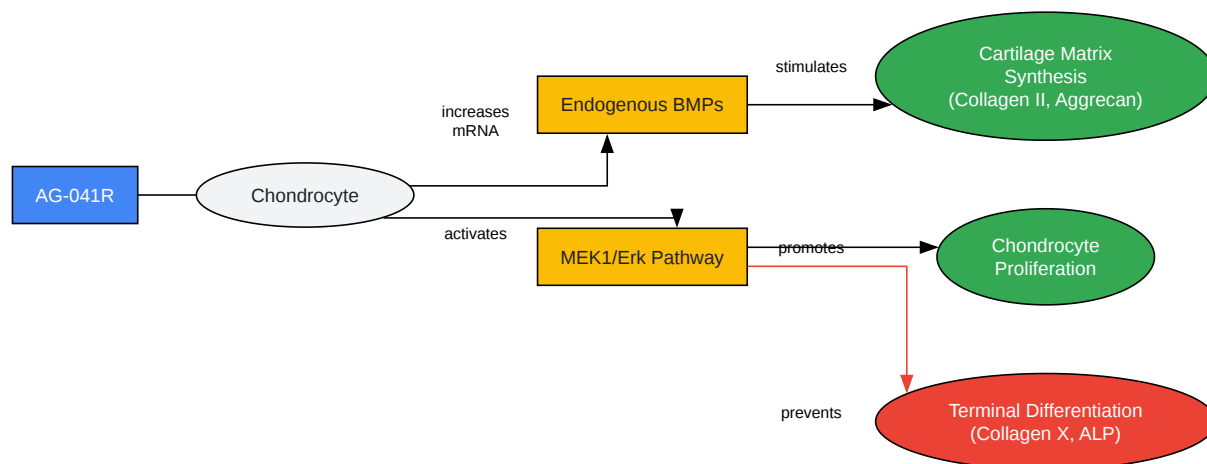 AG-041R
Chondrocyte
increases
mRNA
activates
Endogenous BMPs
MEK1/Erk Pathway
stimulates
promotes
prevents
Cartilage Matrix
Synthesis
(Collagen II, Aggrecan)
Chondrocyte
Proliferation
Terminal Differentiation
(Collagen X, ALP)